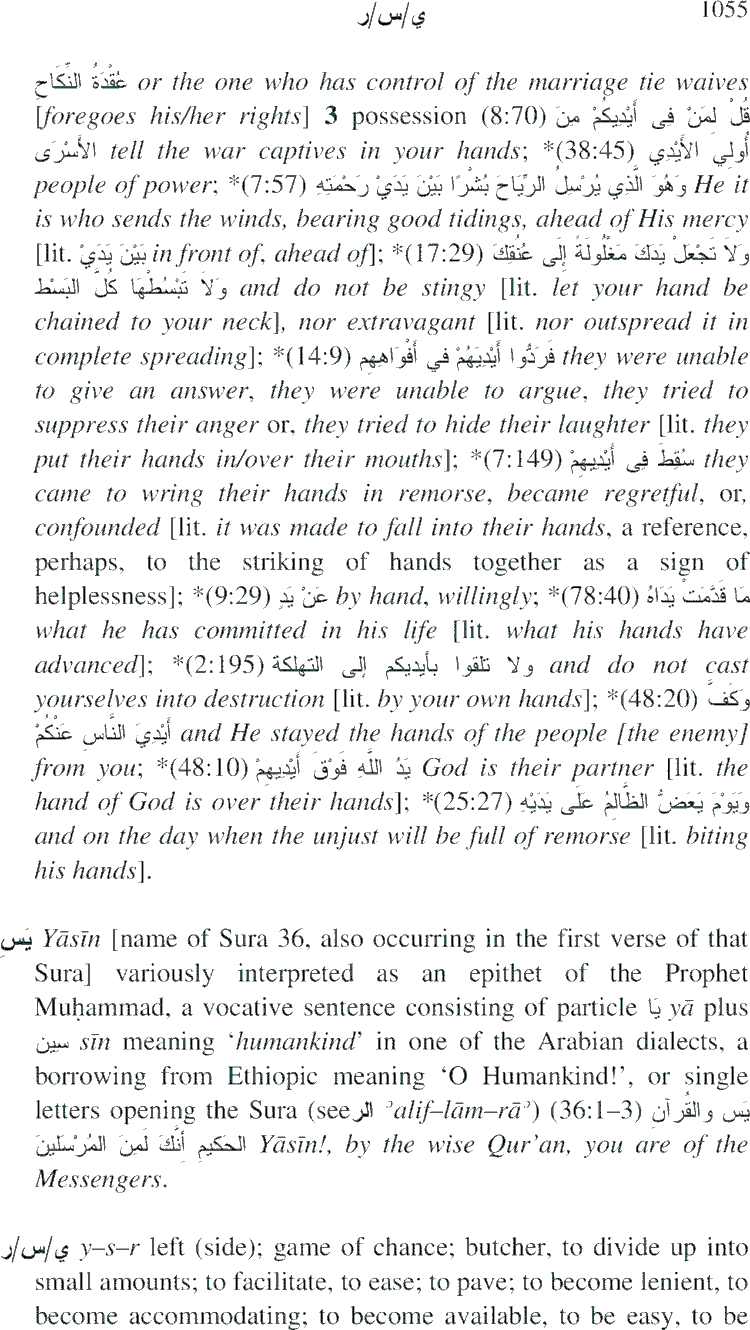 ي/س/ر 1055
عُقْدَةُ النِّكَاحِ or the one who has control of the marriage tie waives
[foregoes his/her rights] 3 possession (8:70) قُلْ لِمَنْ فِى أَيْدِيكُمْ مِنَ
الأَسْرَى tell the war captives in your hands; *(38:45) أُولِي الأَيْدِي
people of power; *(7:57) وَهُوَ الَّذِي يُرْسِلُ الرِّيَاحَ بُشْرًا بَيْنَ يَدَيْ رَحْمَتِهِ He it
is who sends the winds, bearing good tidings, ahead of His mercy
[lit. بَيْنَ يَدَيْ in front of, ahead of]; *(17:29) وَلاَ تَجْعَلْ يَدَكَ مَغْلُولَةً إِلَى عُنُقِكَ
وَلاَ تَبْسُطْهَا كُلَّ البَسْط and do not be stingy [lit. let your hand be
chained to your neck], nor extravagant [lit. nor outspread it in
complete spreading]; *(14:9) فَرَدُّوا أَيْدِيَهُمْ في أَفْوَاهِهِم they were unable
to give an answer, they were unable to argue, they tried to
suppress their anger or, they tried to hide their laughter [lit. they
put their hands in/over their mouths]; *(7:149) سُقِطَ فِى أَيْدِيهِمْ they
came to wring their hands in remorse, became regretful, or,
confounded [lit. it was made to fall into their hands, a reference,
perhaps, to the striking of hands together as a sign of
helplessness]; *(9:29) عَنْ يَدٍ by hand, willingly; *(78:40) مَا قَدَّمَتْ يَدَاهُ
what he has committed in his life [lit. what his hands have
advanced]; *(2:195) ولا تلقوا بأيديكم إلى التهلكة and do not cast
yourselves into destruction [lit. by your own hands]; *(48:20) وَكَفَّ
أَيْدِيَ النَّاسِ عَنْكُمْ and He stayed the hands of the people [the enemy]
from you; *(48:10) يَدُ اللَّهِ فَوْقَ أَيْدِيهِمْ God is their partner [lit. the
hand of God is over their hands]; *(25:27) وَيَوْمَ يَعَضُّ الظَّالِمُ عَلَى يَدَيْهِ
and on the day when the unjust will be full of remorse [lit. biting
his hands].
يَسِ Yāsīn [name of Sura 36, also occurring in the first verse of that
Sura] variously interpreted as an epithet of the Prophet
Muḥammad, a vocative sentence consisting of particle يَا yā plus
سين sīn meaning ‘humankind’ in one of the Arabian dialects, a
borrowing from Ethiopic meaning ‘O Humankind!’, or single
letters opening the Sura (see الر ʾalif–lām–rāʾ) (36:1–3) يَس والقُرآنِ
الحَكيمِ أَنَّكَ لَمِنَ المُرْسَلَينَ Yāsīn!, by the wise Qur’an, you are of the
Messengers.
ي/س/ر y–s–r left (side); game of chance; butcher, to divide up into
small amounts; to facilitate, to ease; to pave; to become lenient, to
become accommodating; to become available, to be easy, to be